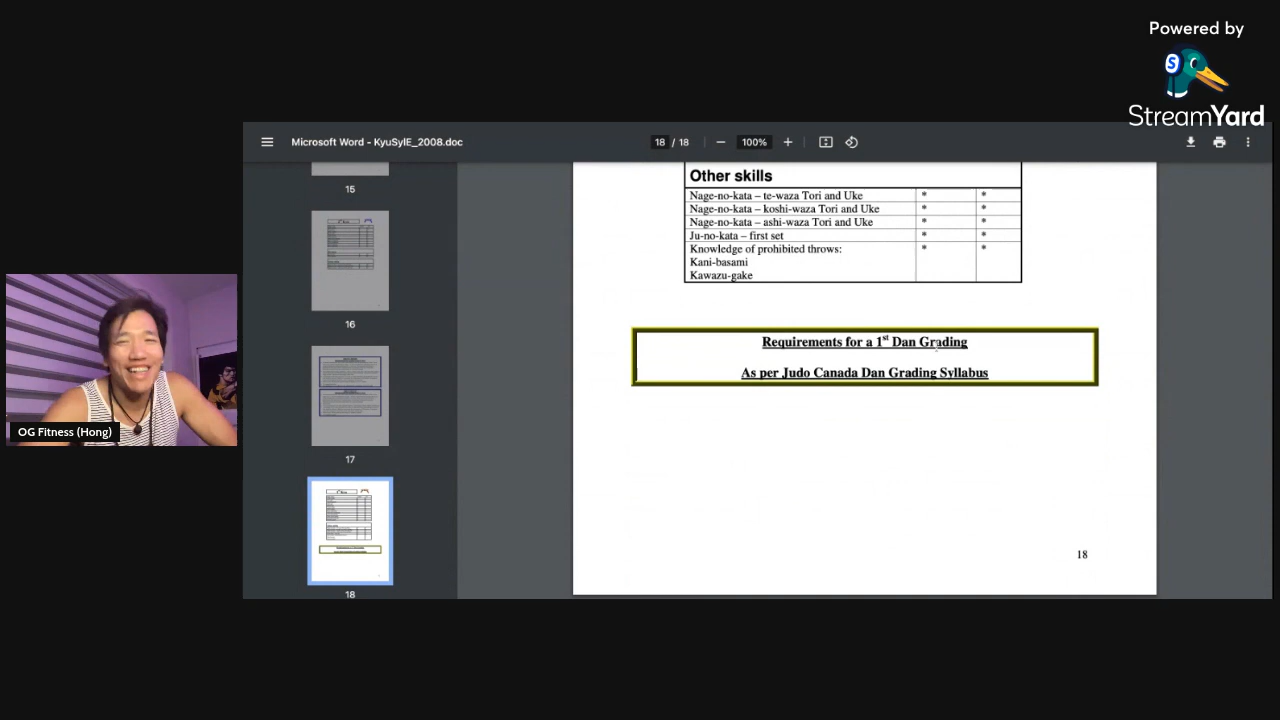 Powered by
S
StreamYard
Microsoft Word - KyuSylE_2008.doc
18 / 18
100%
15
16
17
18
OG Fitness (Hong)
Other skills
Nage-no-kata – te-waza Tori and Uke * *
Nage-no-kata – koshi-waza Tori and Uke * *
Nage-no-kata – ashi-waza Tori and Uke * *
Ju-no-kata – first set * *
Knowledge of prohibited throws: * *
Kani-basami
Kawazu-gake
Requirements for a 1st Dan Grading
As per Judo Canada Dan Grading Syllabus
18